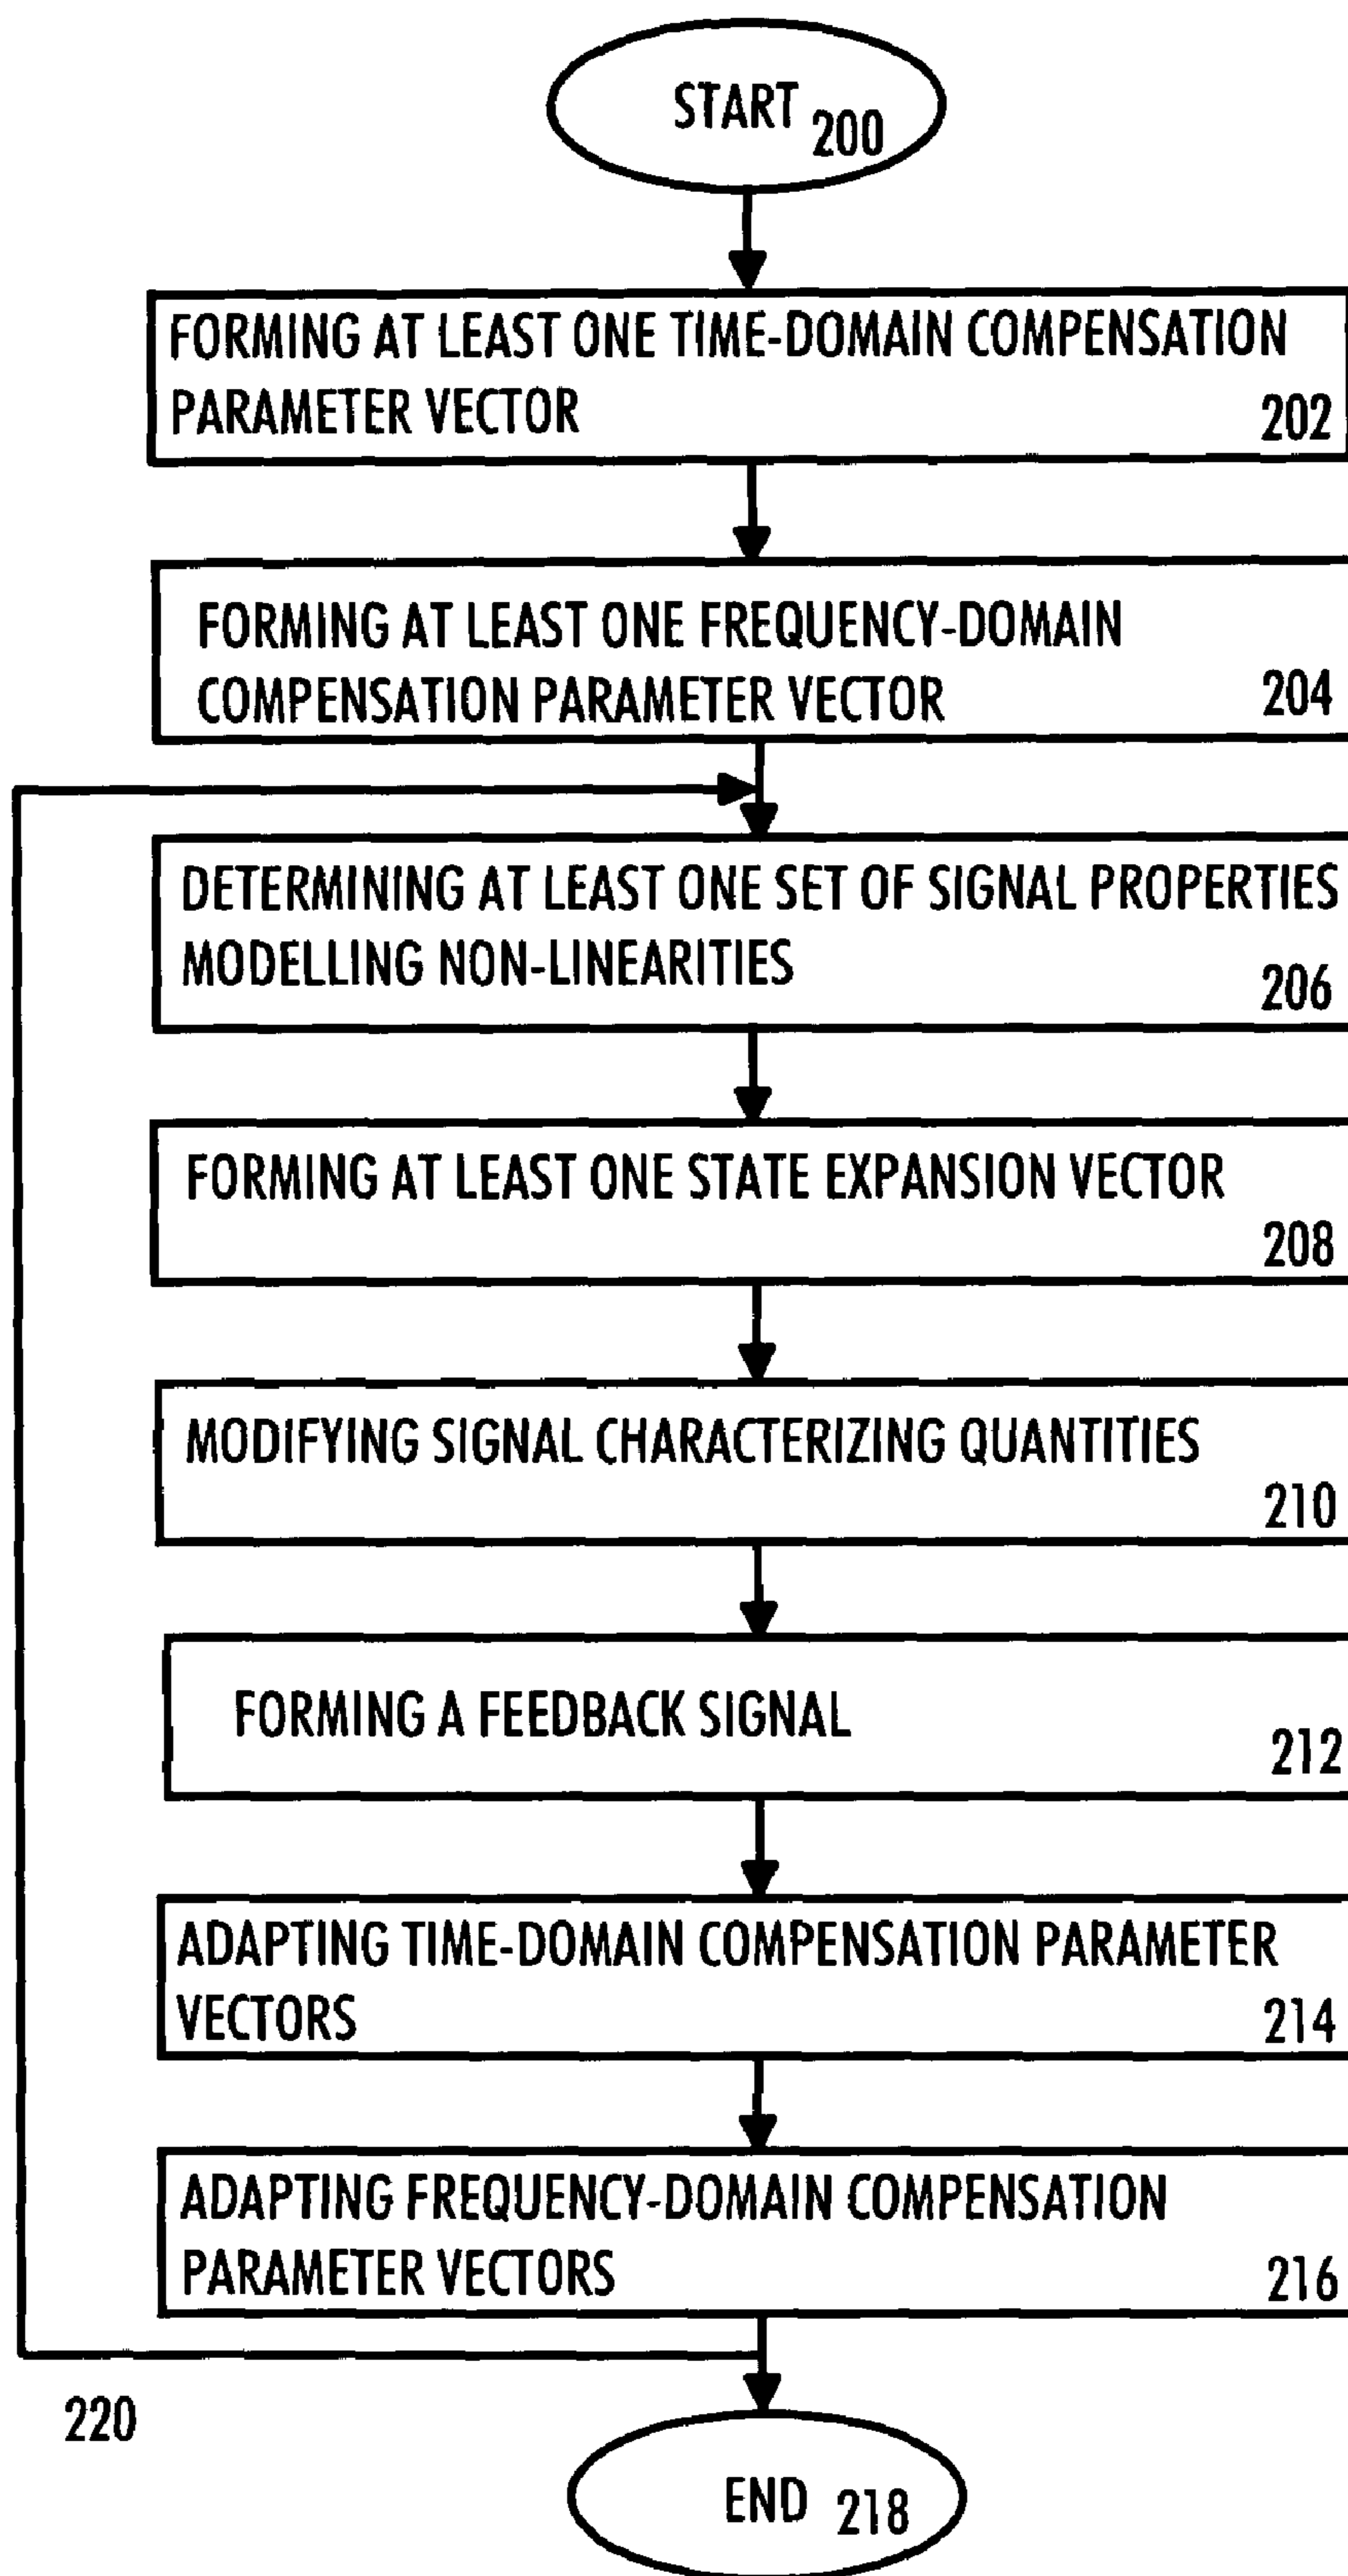 START 200
FORMING AT LEAST ONE TIME-DOMAIN COMPENSATION
PARAMETER VECTOR 202
FORMING AT LEAST ONE FREQUENCY-DOMAIN
COMPENSATION PARAMETER VECTOR 204
DETERMINING AT LEAST ONE SET OF SIGNAL PROPERTIES
MODELLING NON-LINEARITIES 206
FORMING AT LEAST ONE STATE EXPANSION VECTOR
208
MODIFYING SIGNAL CHARACTERIZING QUANTITIES
210
FORMING A FEEDBACK SIGNAL
212
ADAPTING TIME-DOMAIN COMPENSATION PARAMETER
VECTORS 214
ADAPTING FREQUENCY-DOMAIN COMPENSATION
PARAMETER VECTORS 216
220
END 218